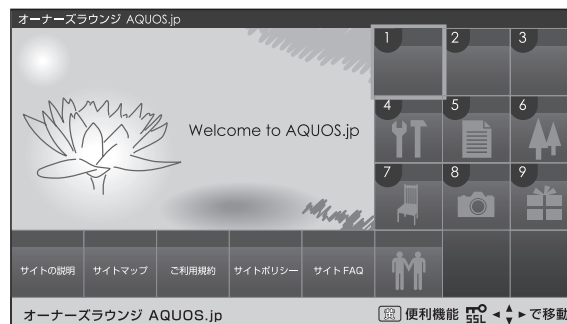 オーナーズラウンジ AQUOS.jp
1
2
3
Welcome to AQUOS.jp
4
5
6
7
8
9
サイトの説明
サイトマップ
ご利用規約
サイトポリシー
サイト FAQ
オーナーズラウンジ AQUOS.jp
便利機能 SSL ◀▲▼▶で移動